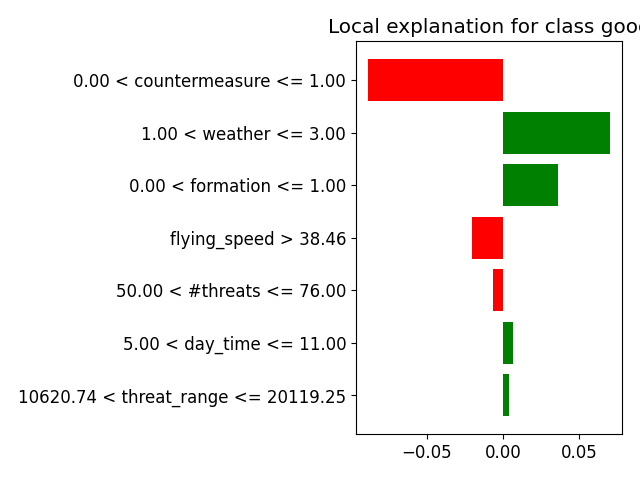 Local explanation for class good
0.00 < countermeasure <= 1.00
1.00 < weather <= 3.00
0.00 < formation <= 1.00
flying_speed > 38.46
50.00 < #threats <= 76.00
5.00 < day_time <= 11.00
10620.74 < threat_range <= 20119.25
−0.05 0.00 0.05